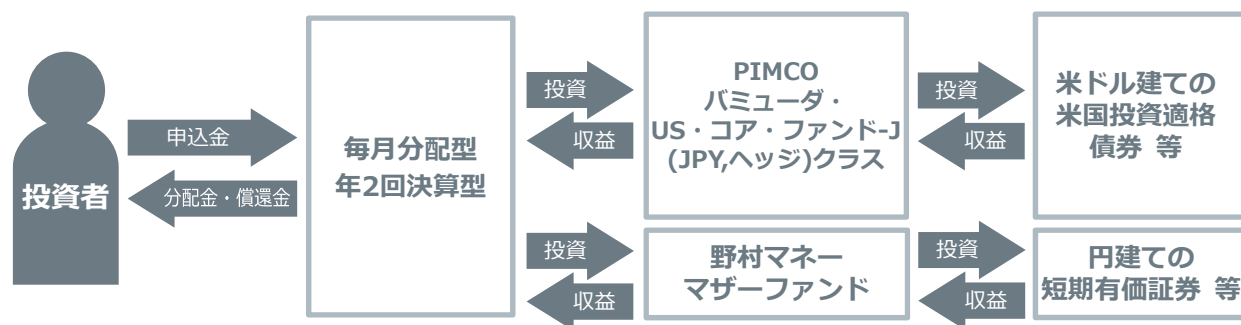 投資者
申込金
分配金・償還金
毎月分配型
年2回決算型
投資
収益
PIMCO
バミューダ・
US・コア・ファンド-J
(JPY,ヘッジ)クラス
投資
収益
米ドル建ての
米国投資適格
債券 等
投資
収益
野村マネー
マザーファンド
投資
収益
円建ての
短期有価証券 等